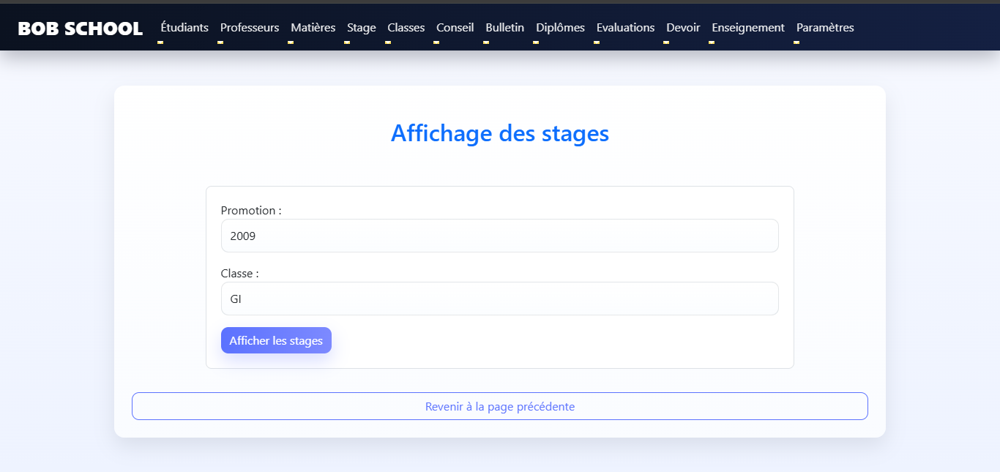 BOB SCHOOL Étudiants Professeurs Matières Stage Classes Conseil Bulletin Diplômes Evaluations Devoir Enseignement Paramètres
Affichage des stages
Promotion :
2009
Classe :
GI
Afficher les stages
Revenir à la page précédente